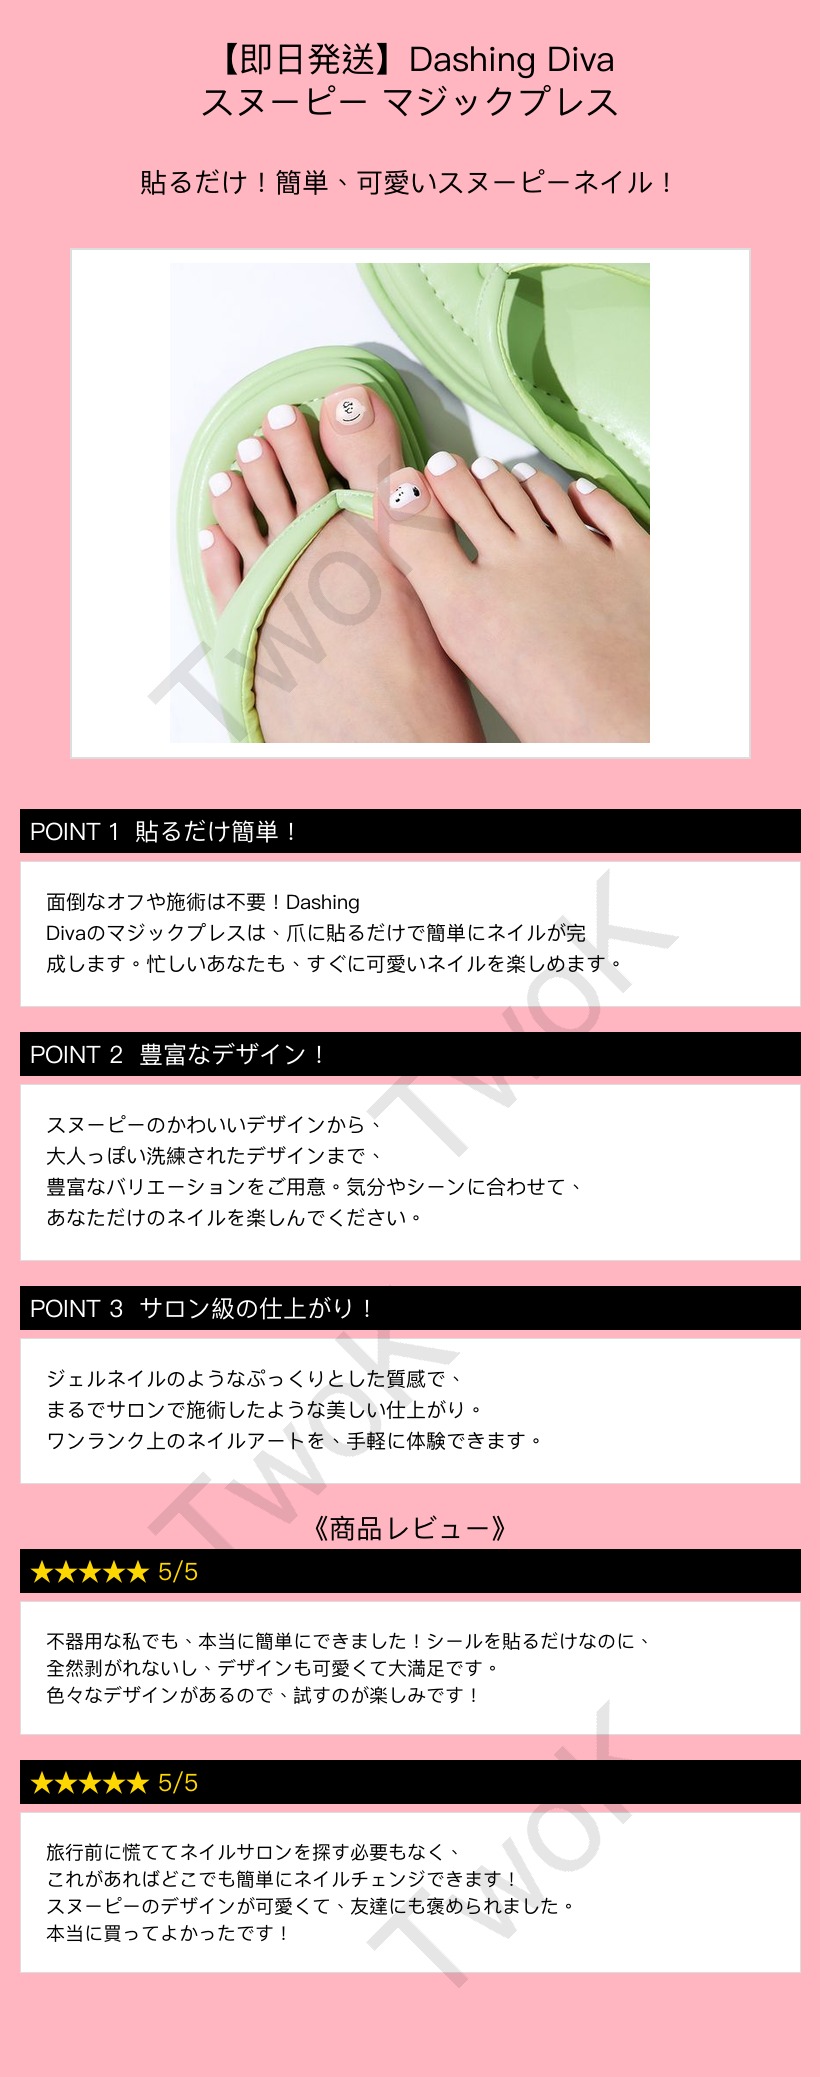 【即日発送】Dashing Diva
スヌーピー マジックプレス
貼るだけ！簡単、可愛いスヌーピーネイル！
TwoK
POINT 1 貼るだけ簡単！
面倒なオフや施術は不要！Dashing
Divaのマジックプレスは、爪に貼るだけで簡単にネイルが完
成します。忙しいあなたも、すぐに可愛いネイルを楽しめます。
TwoK
POINT 2 豊富なデザイン！
スヌーピーのかわいいデザインから、
大人っぽい洗練されたデザインまで、
豊富なバリエーションをご用意。気分やシーンに合わせて、
あなただけのネイルを楽しんでください。
POINT 3 サロン級の仕上がり！
ジェルネイルのようなぷっくりとした質感で、
まるでサロンで施術したような美しい仕上がり。
ワンランク上のネイルアートを、手軽に体験できます。
TwoK
《商品レビュー》
★★★★★ 5/5
不器用な私でも、本当に簡単にできました！シールを貼るだけなのに、
全然剥がれないし、デザインも可愛くて大満足です。
色々なデザインがあるので、試すのが楽しみです！
★★★★★ 5/5
旅行前に慌ててネイルサロンを探す必要もなく、
これがあればどこでも簡単にネイルチェンジできます！
スヌーピーのデザインが可愛くて、友達にも褒められました。
本当に買ってよかったです！
TwoK